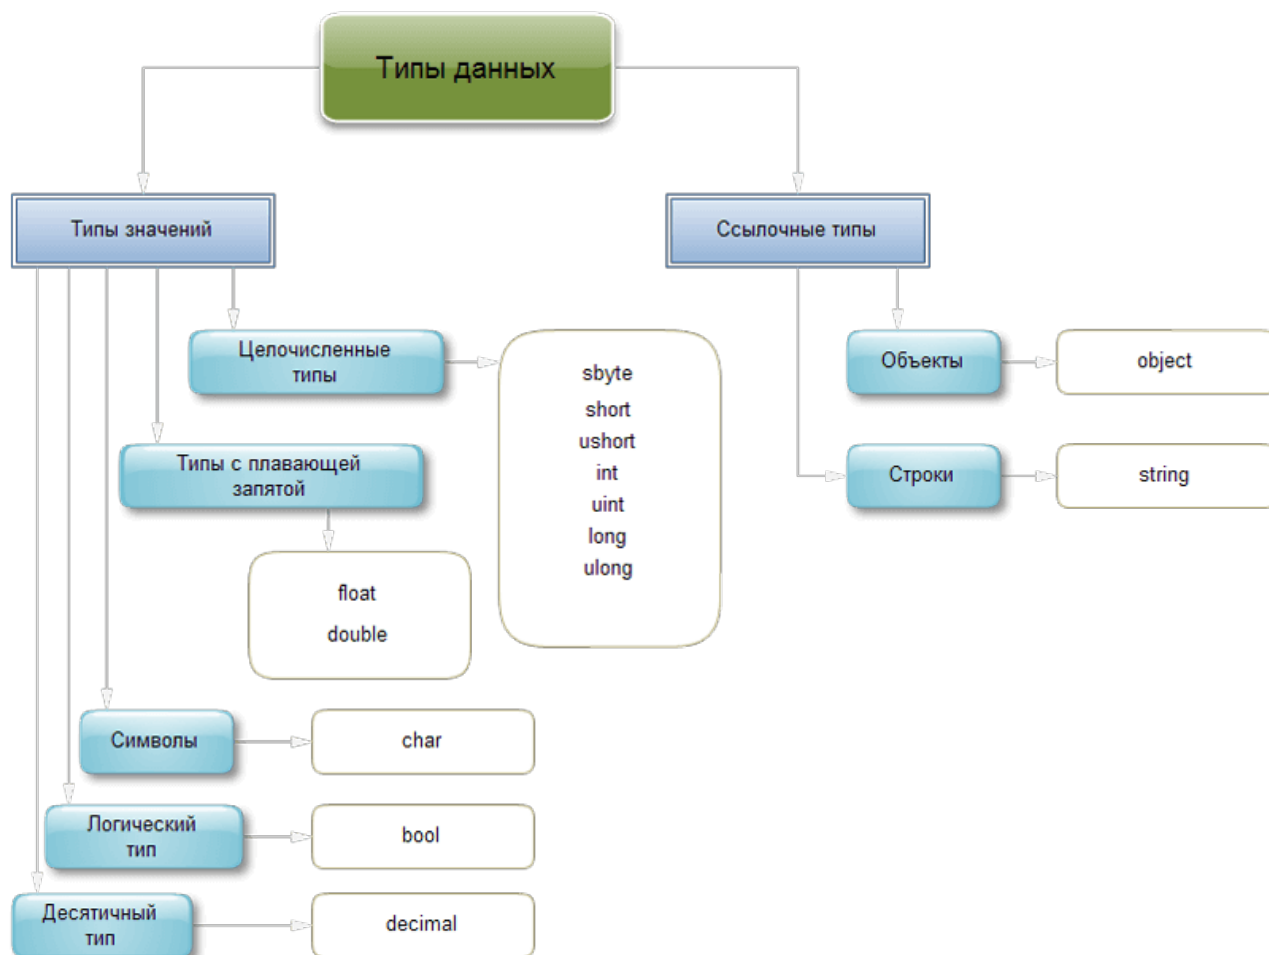 Типы данных
Типы значений
Ссылочные типы
Целочисленные
типы
sbyte
short
ushort
int
uint
long
ulong
Объекты
object
Типы с плавающей
запятой
Строки
string
float
double
Символы
char
Логический
тип
bool
Десятичный
тип
decimal